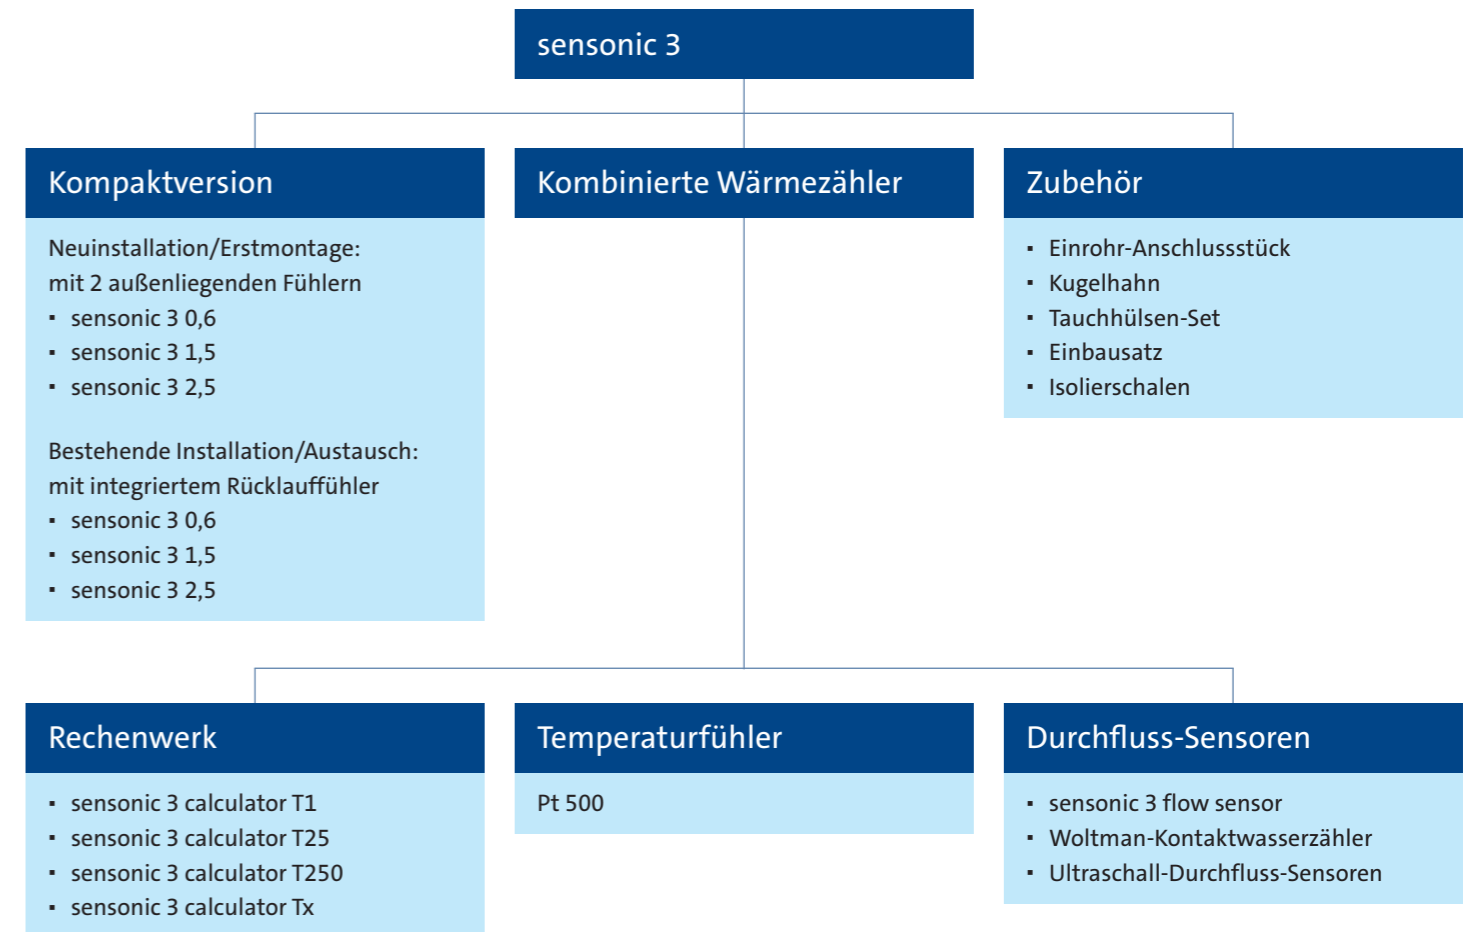 sensonic 3
Kompaktversion
Neuinstallation/Erstmontage:
mit 2 außenliegenden Fühlern
▪ sensonic 3 0,6
▪ sensonic 3 1,5
▪ sensonic 3 2,5
Bestehende Installation/Austausch:
mit integriertem Rücklauffühler
▪ sensonic 3 0,6
▪ sensonic 3 1,5
▪ sensonic 3 2,5
Kombinierte Wärmezähler
Zubehör
▪ Einrohr-Anschlussstück
▪ Kugelhahn
▪ Tauchhülsen-Set
▪ Einbausatz
▪ Isolierschalen
Rechenwerk
▪ sensonic 3 calculator T1
▪ sensonic 3 calculator T25
▪ sensonic 3 calculator T250
▪ sensonic 3 calculator Tx
Temperaturfühler
Pt 500
Durchfluss-Sensoren
▪ sensonic 3 flow sensor
▪ Woltman-Kontaktwasserzähler
▪ Ultraschall-Durchfluss-Sensoren